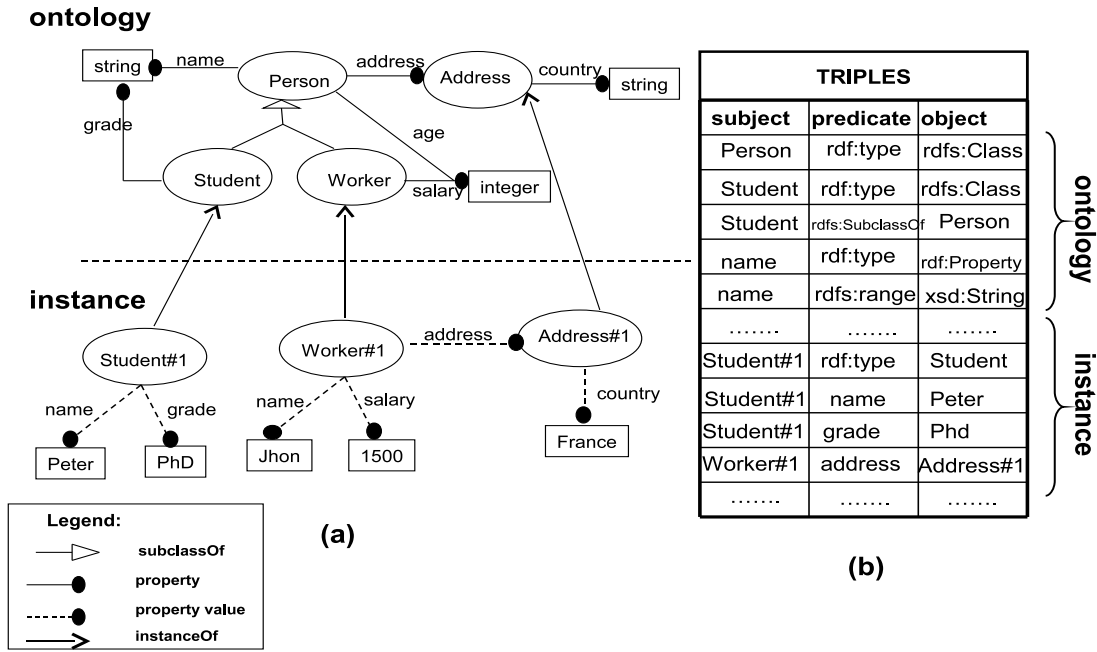 ontology
string
name
Person
address
Address
country
string
grade
age
Student
Worker
salary
integer
instance
Student#1
Worker#1
address
Address#1
name
grade
name
salary
country
Peter
PhD
Jhon
1500
France
Legend:
subclassOf
property
property value
instanceOf
(a)
TRIPLES
subject predicate object
Person rdf:type rdfs:Class
Student rdf:type rdfs:Class
Student rdfs:SubclassOf Person
name rdf:type rdf:Property
name rdfs:range xsd:String
....... ....... .......
Student#1 rdf:type Student
Student#1 name Peter
Student#1 grade Phd
Worker#1 address Address#1
....... ....... .......
ontology
instance
(b)